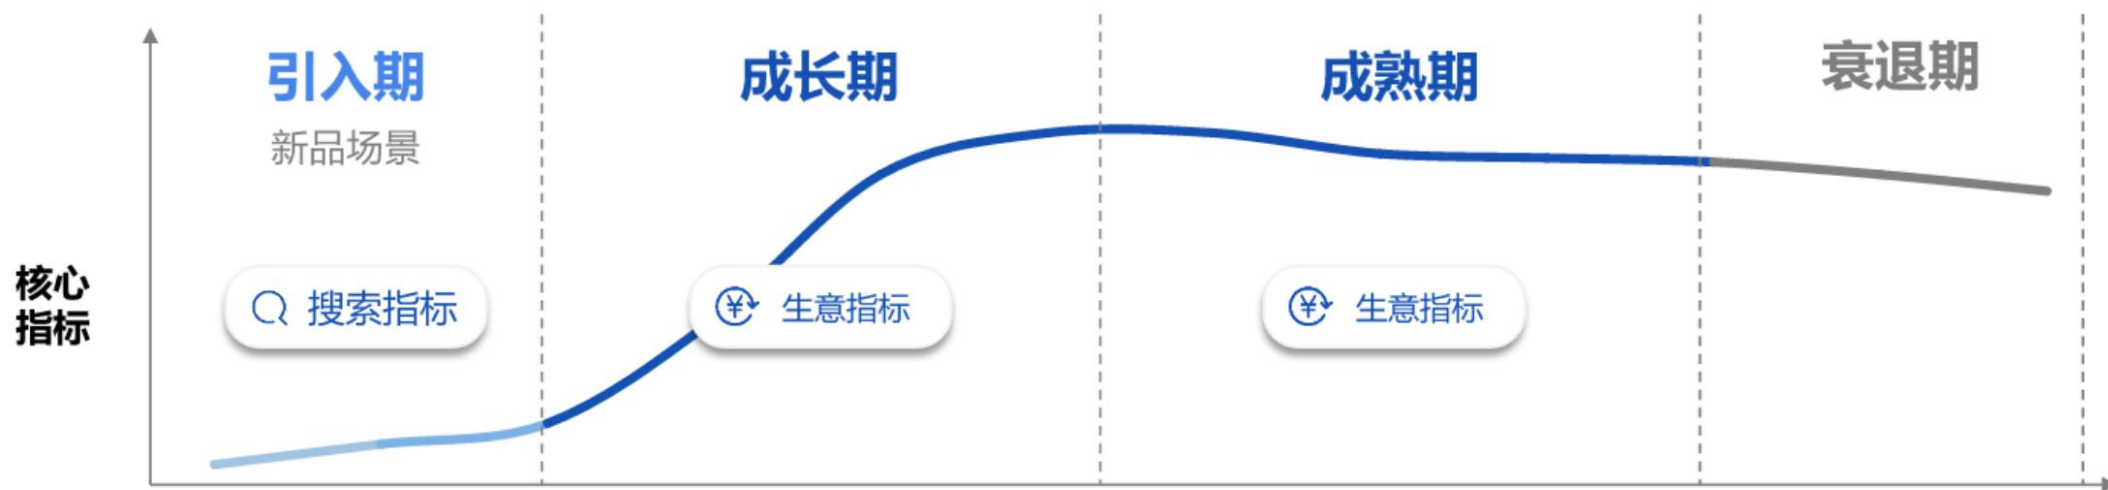 引入期
成长期
成熟期
衰退期
新品场景
核心
指标
搜索指标
生意指标
生意指标